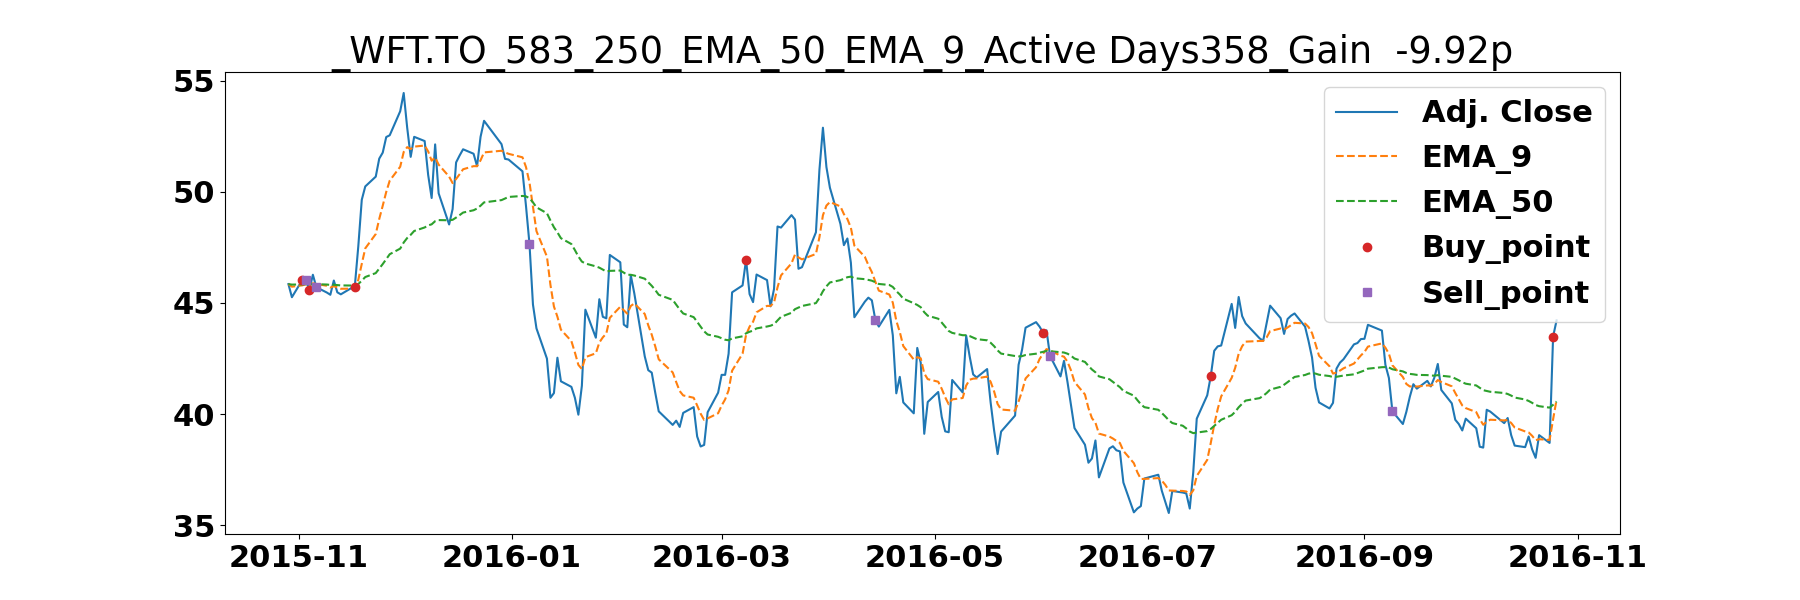 _WFT.TO_583_250_EMA_50_EMA_9_Active Days358_Gain  -9.92p
55
50
45
40
35
Adj. Close
EMA_9
EMA_50
Buy_point
Sell_point
2015-11 2016-01 2016-03 2016-05 2016-07 2016-09 2016-11